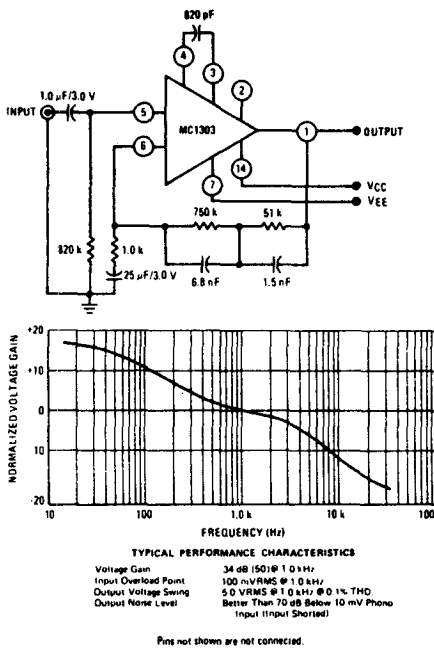 820 pF
4
3
2
1.0 µF/3.0 V
INPUT
5
MC1303
1
OUTPUT
6
7
14
VCC
VEE
750 k
51 k
820 k
1.0 k
25 µF/3.0 V
6.8 nF
1.5 nF
NORMALIZED VOLTAGE GAIN
+20
+10
0
10
-20
10
100
1.0 k
10 k
FREQUENCY (Hz)
TYPICAL PERFORMANCE CHARACTERISTICS
Voltage Gain 34 dB (50) @ 1.0 kHz
Input Overload Point 100 mVRMS @ 1.0 kHz
Output Voltage Swing 5.0 VRMS @ 1.0 kHz @ 0.1% THD
Output Noise Level Better Than 70 dB Below 10 mV Phono
Input (Input Shorted)
Pins not shown are not connected.